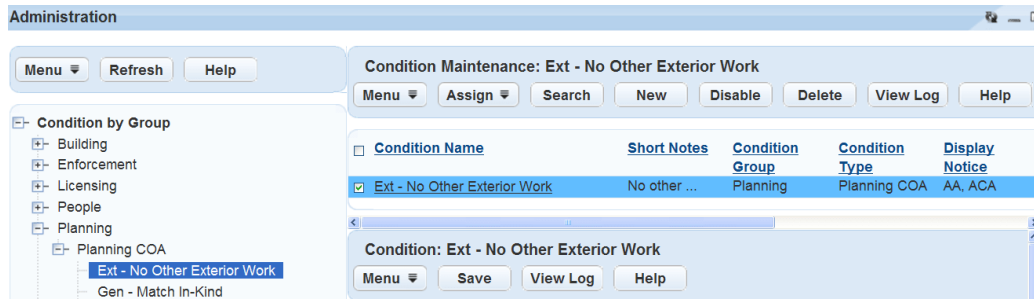 Administration
Menu Refresh Help
Condition by Group
Building
Enforcement
Licensing
People
Planning
Planning COA
Ext - No Other Exterior Work
Gen - Match In-Kind
Condition Maintenance: Ext - No Other Exterior Work
Menu Assign Search New Disable Delete View Log Help
Condition Name Short Notes Condition Group Condition Type Display Notice
Ext - No Other Exterior Work No other ... Planning Planning COA AA, ACA
Condition: Ext - No Other Exterior Work
Menu Save View Log Help